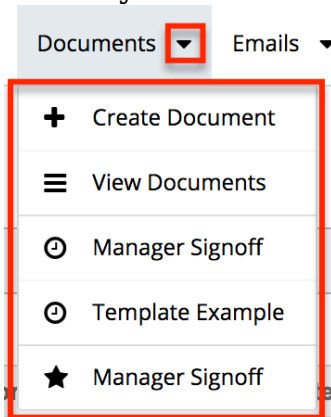 Documents Emails
Create Document
View Documents
Manager Signoff
Template Example
Manager Signoff